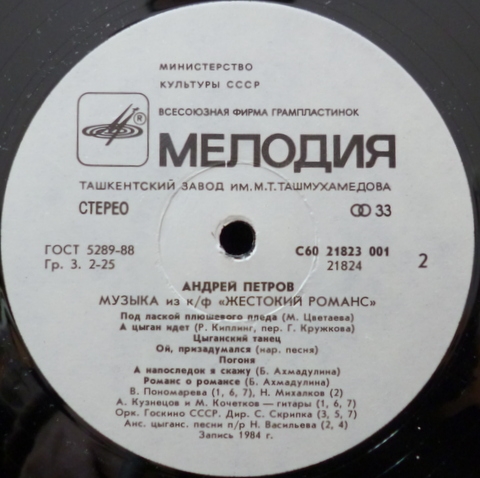 МИНИСТЕРСТВО
КУЛЬТУРЫ СССР
ВСЕСОЮЗНАЯ ФИРМА ГРАМПЛАСТИНОК
®
МЕЛОДИЯ
ТАШКЕНТСКИЙ ЗАВОД ИМ. М.Т. ТАШМУХАМЕДОВА
СТЕРЕО 33
ГОСТ 5289-88 С60 21823 001
Гр. 3. 2-25 21824 2
АНДРЕЙ ПЕТРОВ
МУЗЫКА из к/ф «ЖЕСТОКИЙ РОМАНС»
Под лаской плюшевого пледа (М. Цветаева)
А цыган идет (Р. Киплинг, пер. Г. Кружкова)
Цыганский танец
Ой, призадумался (нар. песня)
Погоня
А напоследок я скажу (Б. Ахмадулина)
Романс о романсе (Б. Ахмадулина)
В. Пономарева (1, 6, 7), Н. Михалков (2)
А. Кузнецов и М. Кочетков — гитары (1, 6, 7)
Орк. Госкино СССР. Дир. С. Скрипка (3, 5, 7)
Анс. цыганс. песни п/р Н. Васильева (2, 4)
Запись 1984 г.